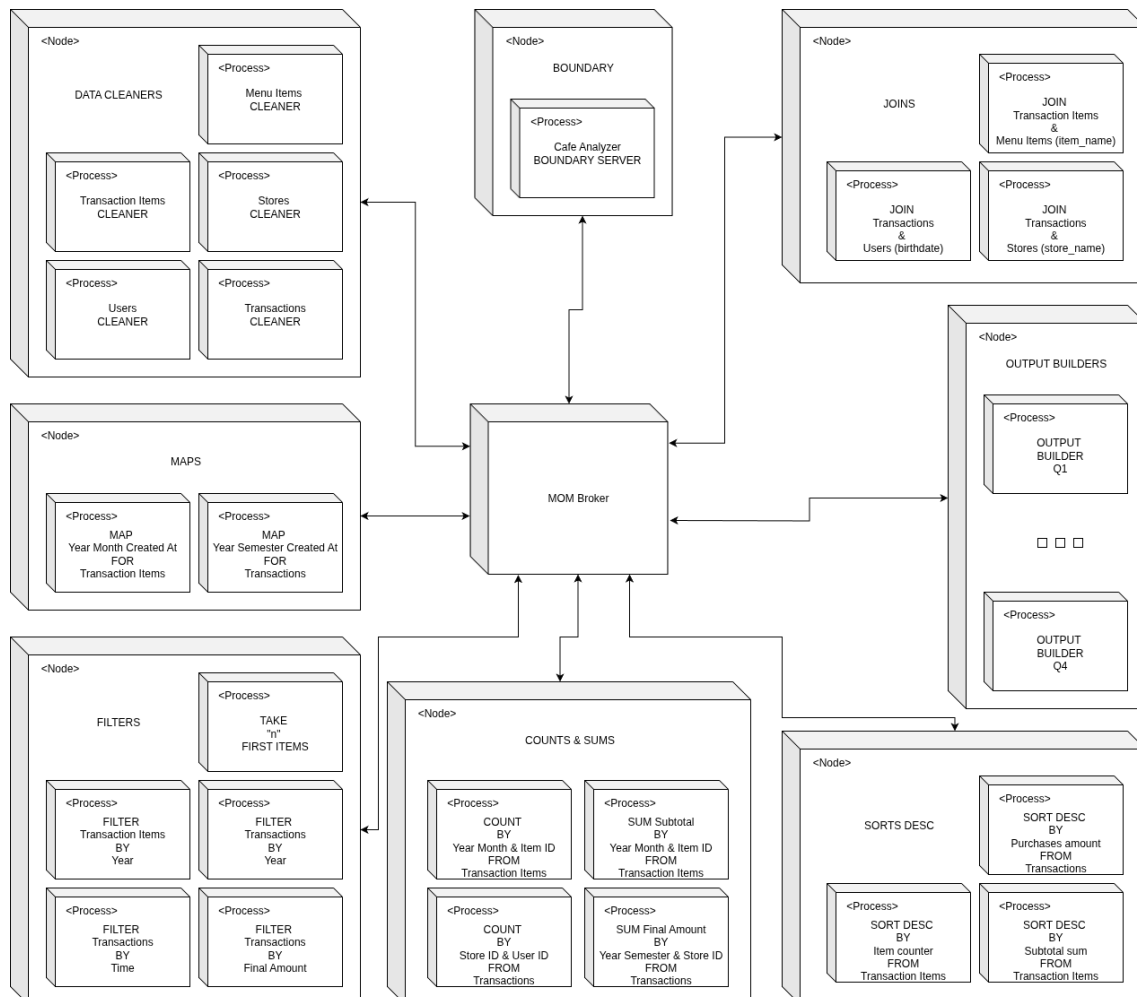 <Node>
DATA CLEANERS
<Process>
Menu Items
CLEANER
<Process>
Transaction Items
CLEANER
<Process>
Stores
CLEANER
<Process>
Users
CLEANER
<Process>
Transactions
CLEANER
<Node>
BOUNDARY
<Process>
Cafe Analyzer
BOUNDARY SERVER
<Node>
JOINS
<Process>
JOIN
Transaction Items
&
Menu Items (item_name)
<Process>
JOIN
Transactions
&
Users (birthdate)
<Process>
JOIN
Transactions
&
Stores (store_name)
<Node>
MAPS
<Process>
MAP
Year Month Created At
FOR
Transaction Items
<Process>
MAP
Year Semester Created At
FOR
Transactions
MOM Broker
<Node>
OUTPUT BUILDERS
<Process>
OUTPUT
BUILDER
Q1
<Process>
OUTPUT
BUILDER
Q4
<Node>
FILTERS
<Process>
TAKE
"n"
FIRST ITEMS
<Process>
FILTER
Transaction Items
BY
Year
<Process>
FILTER
Transactions
BY
Year
<Process>
FILTER
Transactions
BY
Time
<Process>
FILTER
Transactions
BY
Final Amount
<Node>
COUNTS & SUMS
<Process>
COUNT
BY
Year Month & Item ID
FROM
Transaction Items
<Process>
SUM Subtotal
BY
Year Month & Item ID
FROM
Transaction Items
<Process>
COUNT
BY
Store ID & User ID
FROM
Transactions
<Process>
SUM Final Amount
BY
Year Semester & Store ID
FROM
Transactions
<Node>
SORTS DESC
<Process>
SORT DESC
BY
Purchases amount
FROM
Transactions
<Process>
SORT DESC
BY
Item counter
FROM
Transaction Items
<Process>
SORT DESC
BY
Subtotal sum
FROM
Transaction Items